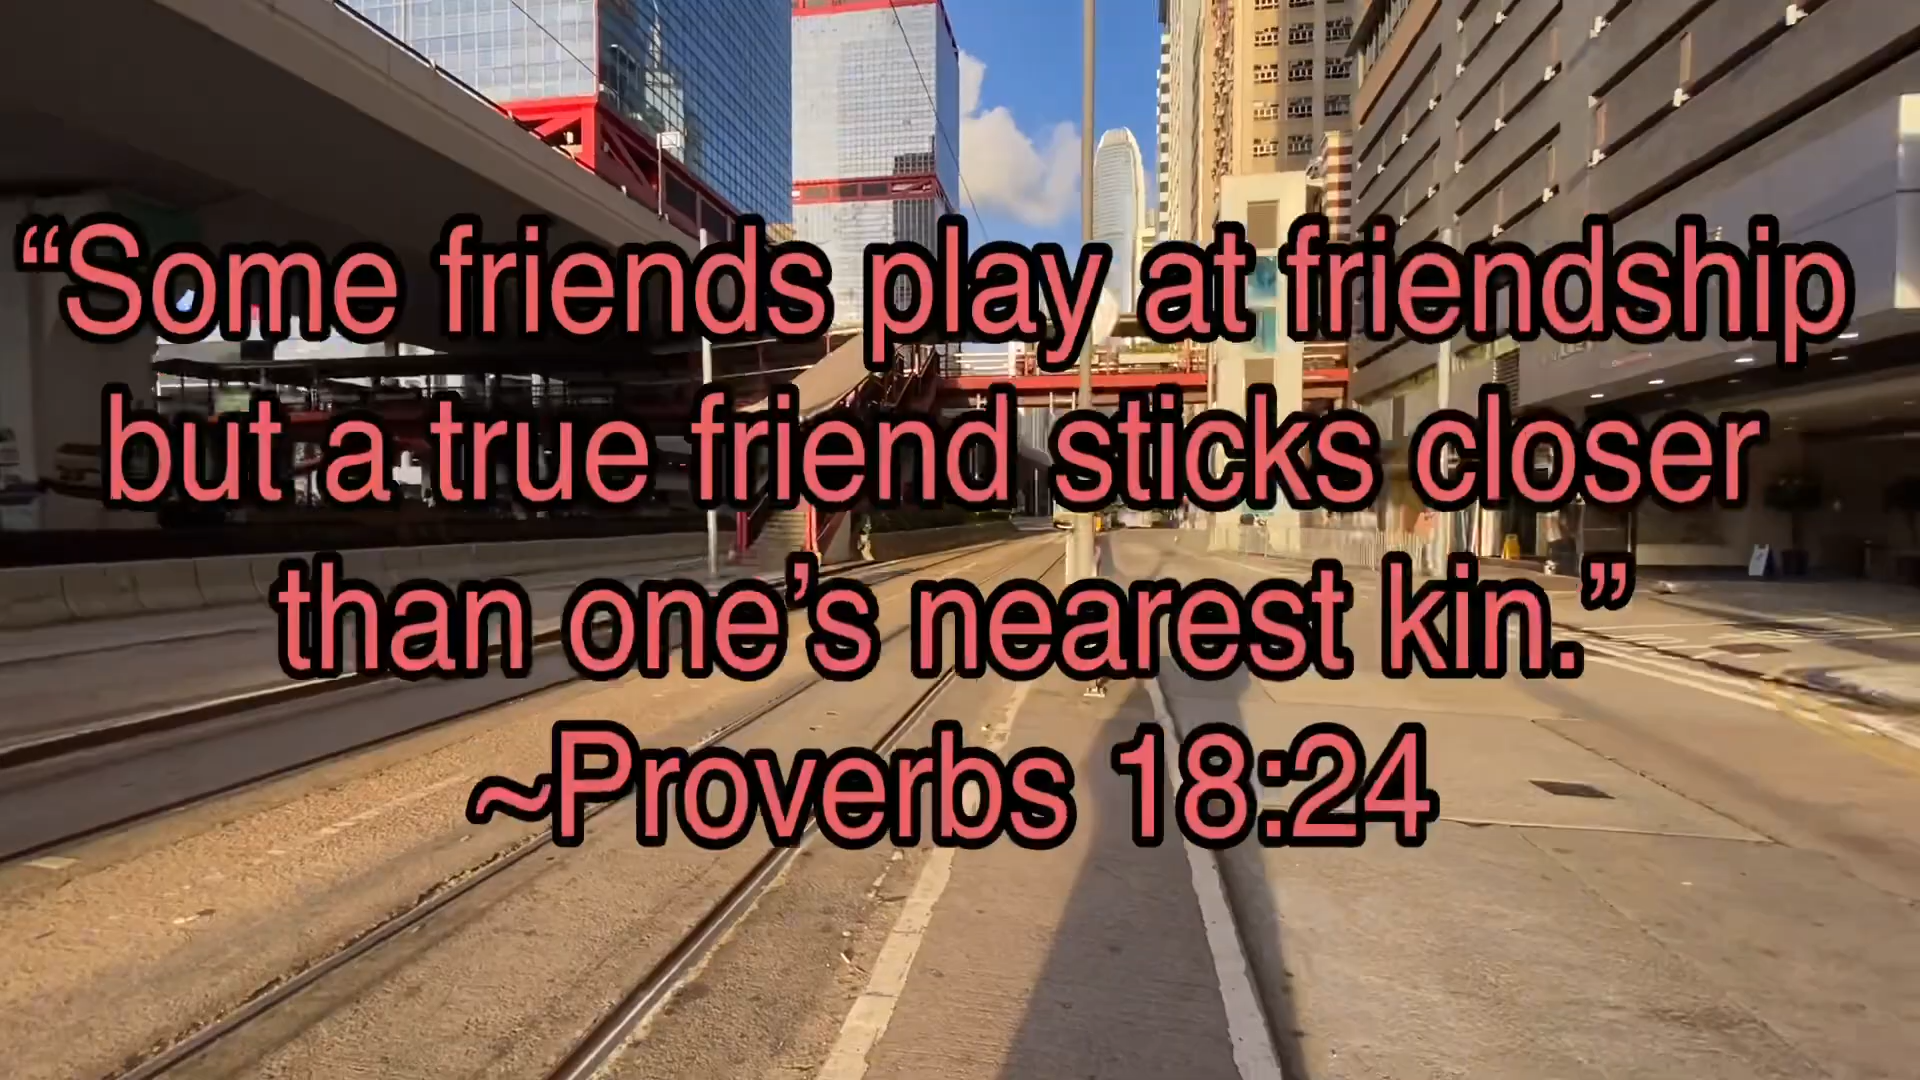 “Some friends play at friendship
but a true friend sticks closer
than one’s nearest kin.”
~Proverbs 18:24